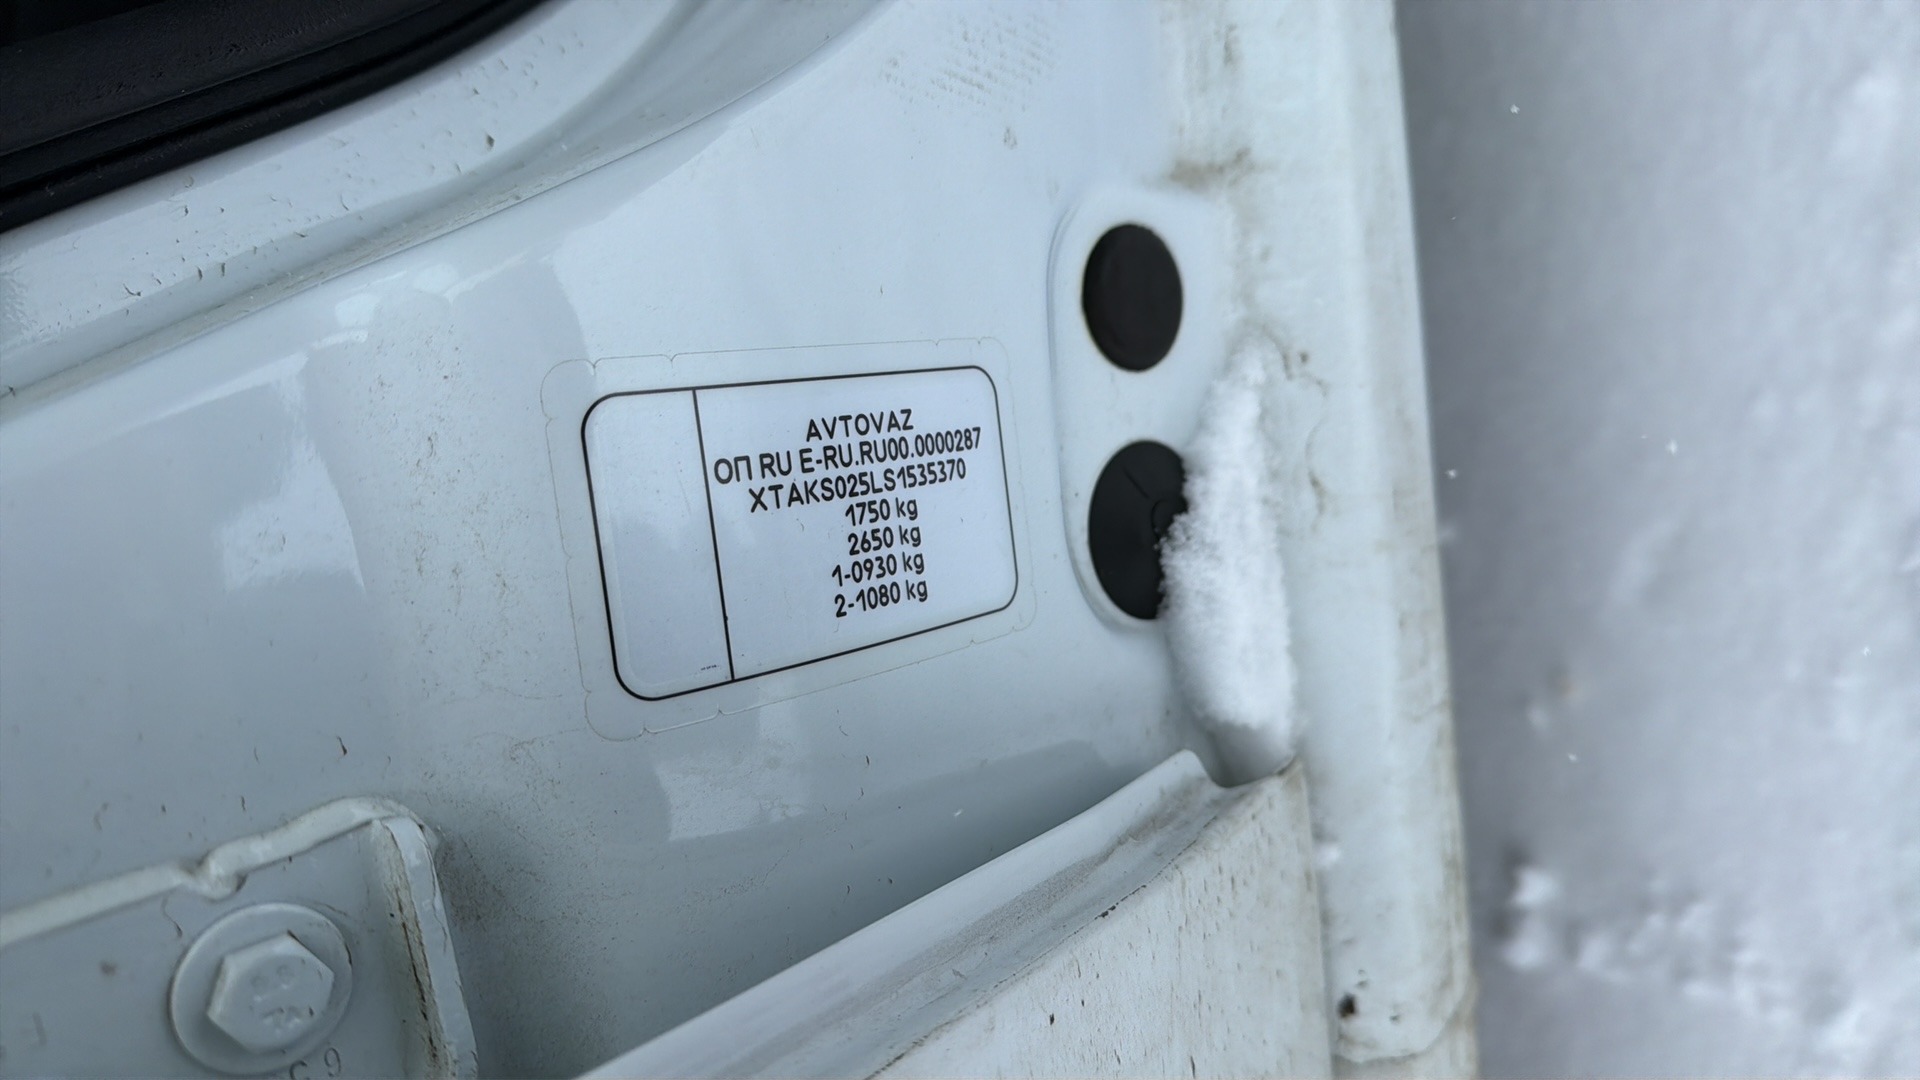 AVTOVAZ
ОП RU E-RU.RU00.0000287
XTAKS025LS1535370
1750 kg
2650 kg
1-0930 kg
2-1080 kg